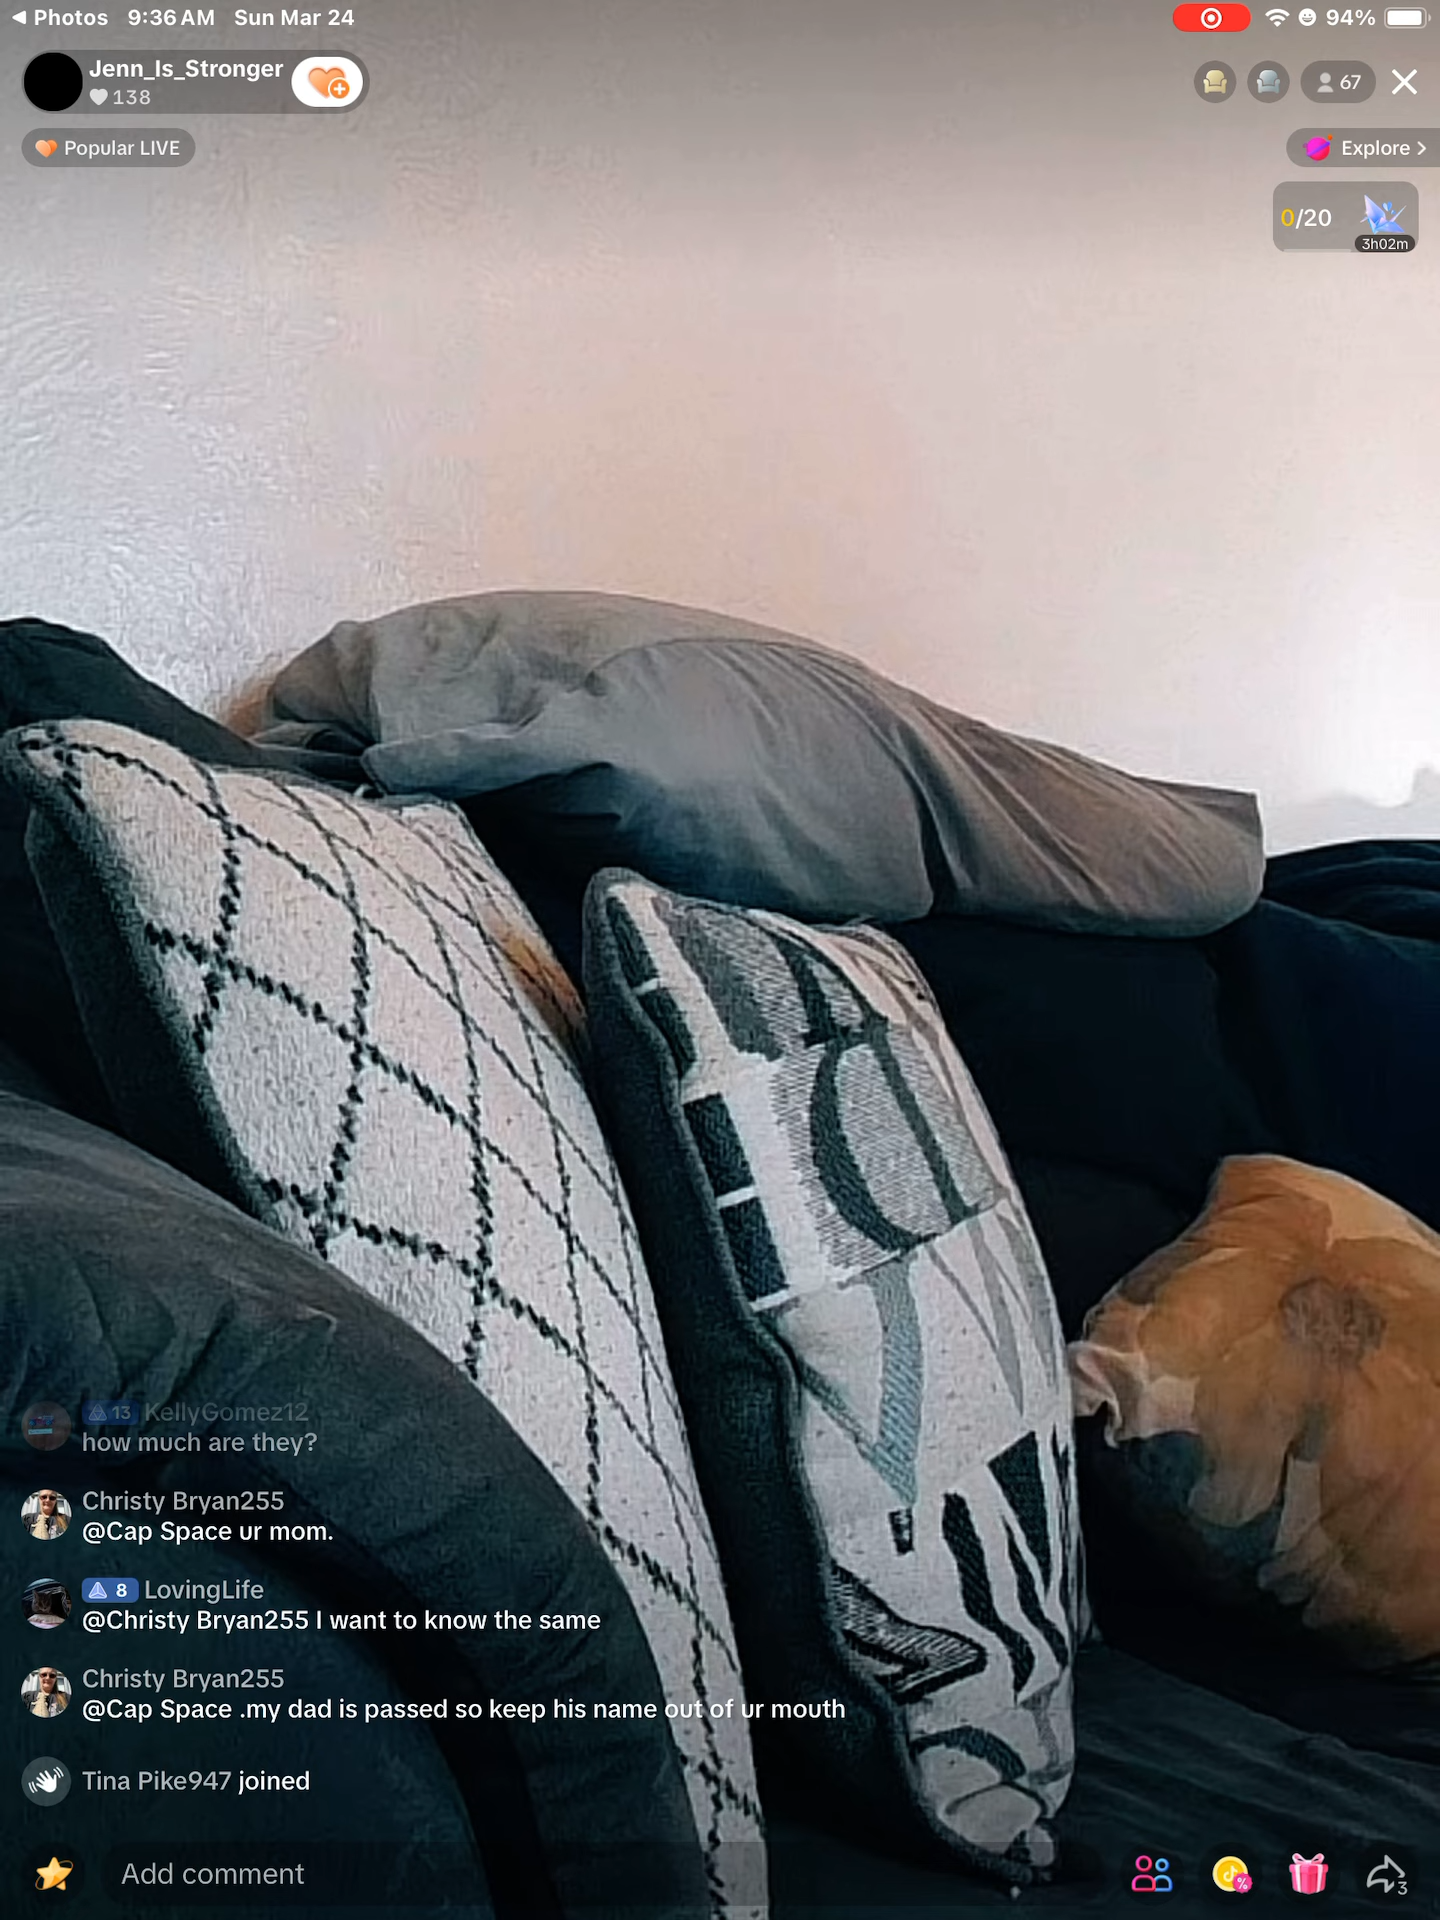 Photos 9:36 AM Sun Mar 24 94%
Jenn_Is_Stronger
138
67
Popular LIVE
Explore >
0/20
3h02m
13 KellyGomez12
how much are they?
Christy Bryan255
@Cap Space ur mom.
8 LovingLife
@Christy Bryan255 I want to know the same
Christy Bryan255
@Cap Space .my dad is passed so keep his name out of ur mouth
Tina Pike947 joined
Add comment
3